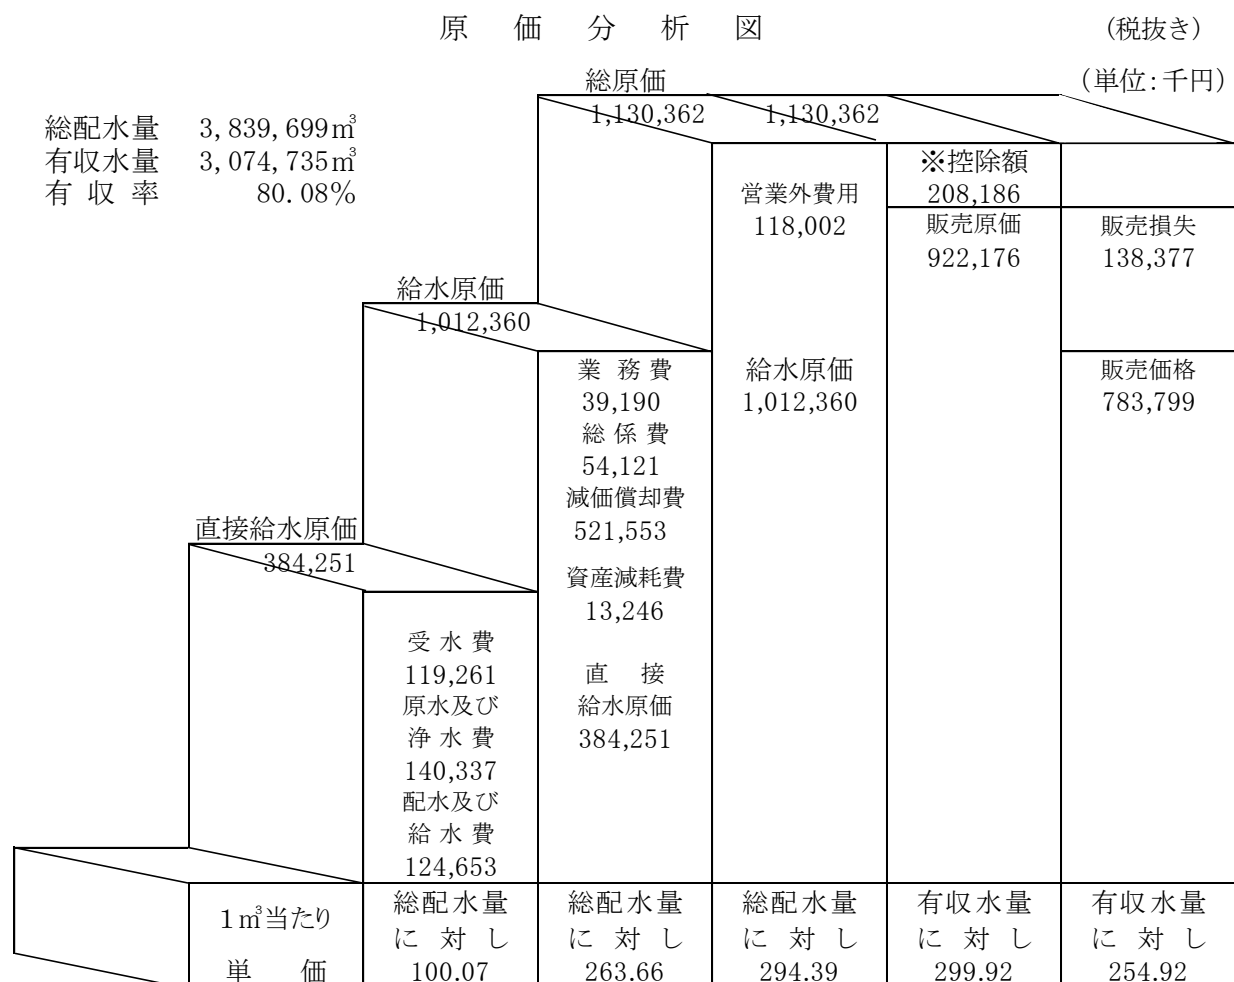 原価分析図
(税抜き)
(単位:千円)
総配水量 3,839,699㎥
有収水量 3,074,735㎥
有収率 80.08%
総原価
1,130,362
1,130,362
※控除額
208,186
営業外費用
118,002
販売原価
922,176
販売損失
138,377
給水原価
1,012,360
業務費
39,190
総係費
54,121
減価償却費
521,553
資産減耗費
13,246
直接
給水原価
384,251
給水原価
1,012,360
販売価格
783,799
直接給水原価
384,251
受水費
119,261
原水及び
浄水費
140,337
配水及び
給水費
124,653
1㎥当たり
単価
総配水量
に対し
100.07
総配水量
に対し
263.66
総配水量
に対し
294.39
有収水量
に対し
299.92
有収水量
に対し
254.92